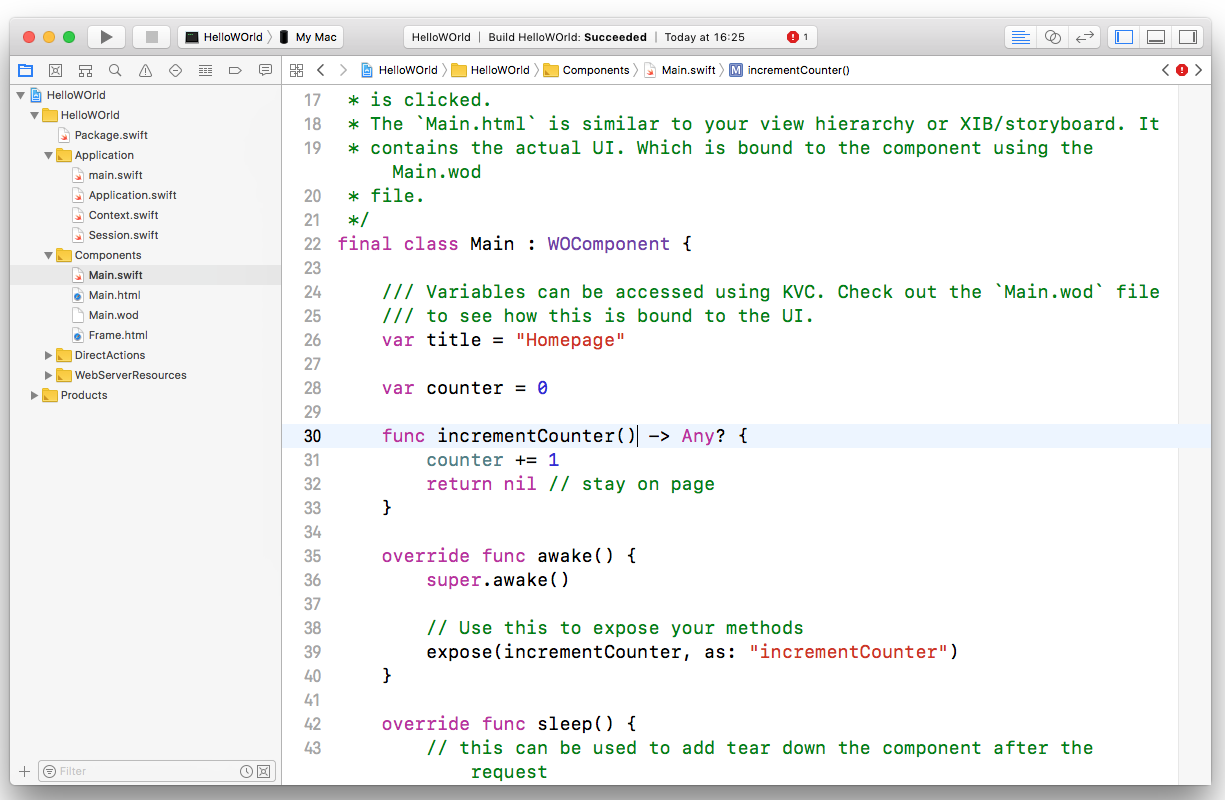 HelloWOrld My Mac HelloWOrld | Build HelloWOrld: Succeeded | Today at 16:25 1
HelloWOrld HelloWOrld Components Main.swift M incrementCounter()
HelloWOrld
HelloWOrld
Package.swift
Application
main.swift
Application.swift
Context.swift
Session.swift
Components
Main.swift
Main.html
Main.wod
Frame.html
DirectActions
WebServerResources
Products
Filter
17 * is clicked.
18 * The `Main.html` is similar to your view hierarchy or XIB/storyboard. It
19 * contains the actual UI. Which is bound to the component using the
Main.wod
20 * file.
21 */
22 final class Main : WOComponent {
23
24 /// Variables can be accessed using KVC. Check out the `Main.wod` file
25 /// to see how this is bound to the UI.
26 var title = "Homepage"
27
28 var counter = 0
29
30 func incrementCounter() -> Any? {
31 counter += 1
32 return nil // stay on page
33 }
34
35 override func awake() {
36 super.awake()
37
38 // Use this to expose your methods
39 expose(incrementCounter, as: "incrementCounter")
40 }
41
42 override func sleep() {
43 // this can be used to add tear down the component after the
request